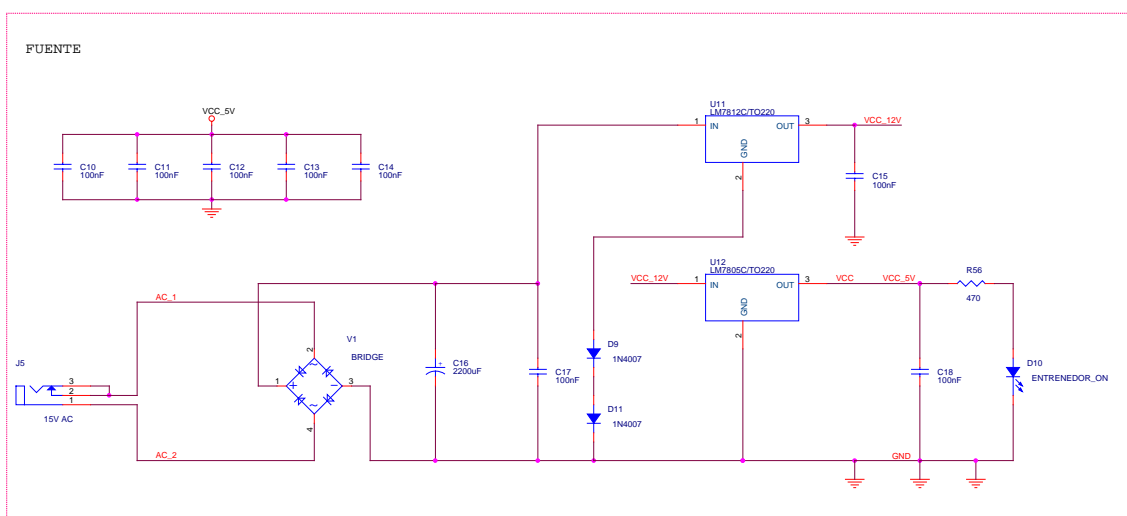 FUENTE
VCC_5V
C10
100nF
C11
100nF
C12
100nF
C13
100nF
C14
100nF
U11
LM7812C/TO220
1
IN
OUT
3
GND
2
VCC_12V
C15
100nF
U12
LM7805C/TO220
VCC_12V
1
IN
OUT
3
GND
2
VCC
VCC_5V
R56
470
AC_1
J5
3
2
1
15V AC
AC_2
V1
BRIDGE
2
1
3
4
C16
2200uF
C17
100nF
D9
1N4007
D11
1N4007
C18
100nF
D10
ENTRENEDOR_ON
GND